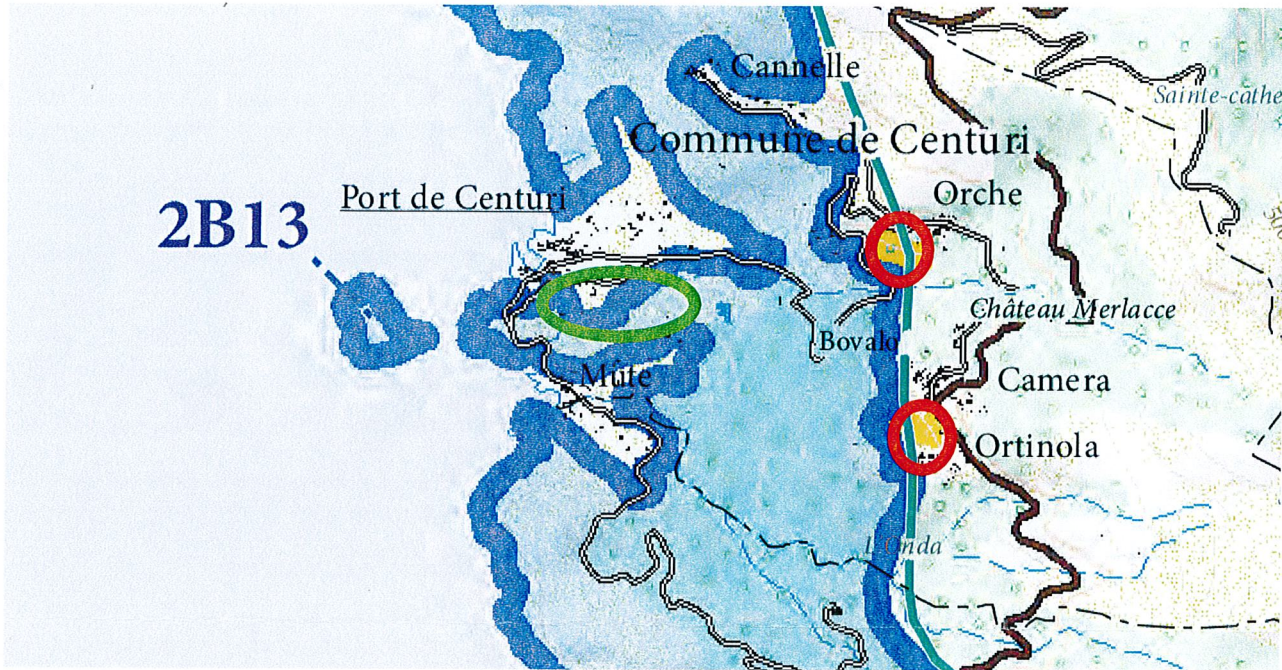 Cannelle
Sainte-cathe
Commune de Centuri
Port de Centuri
Orche
2B13
Château Merlacce
Bovalo
Mute
Camera
Ortinola